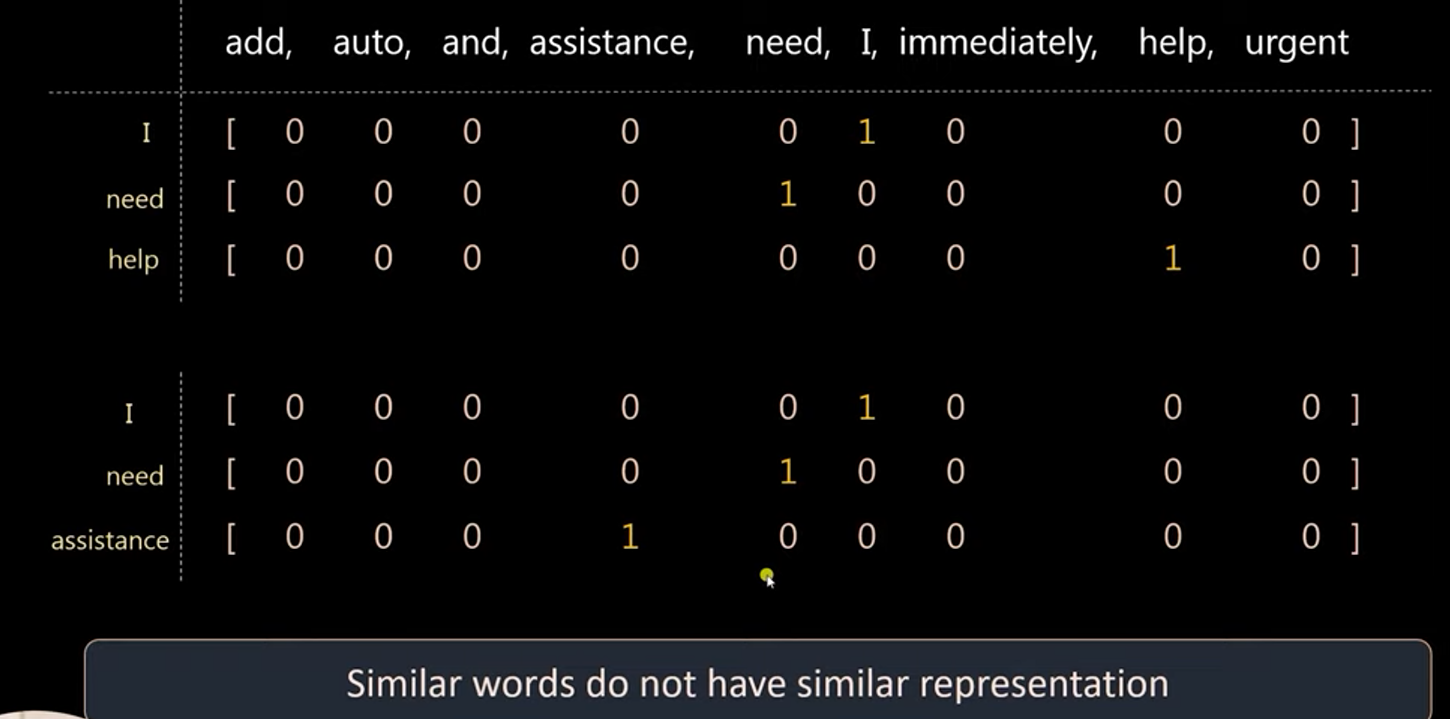 add, auto, and, assistance, need, I, immediately, help, urgent
I [ 0 0 0 0 0 1 0 0 0 ]
need [ 0 0 0 0 1 0 0 0 0 ]
help [ 0 0 0 0 0 0 0 1 0 ]
I [ 0 0 0 0 0 1 0 0 0 ]
need [ 0 0 0 0 1 0 0 0 0 ]
assistance [ 0 0 0 1 0 0 0 0 0 ]
Similar words do not have similar representation